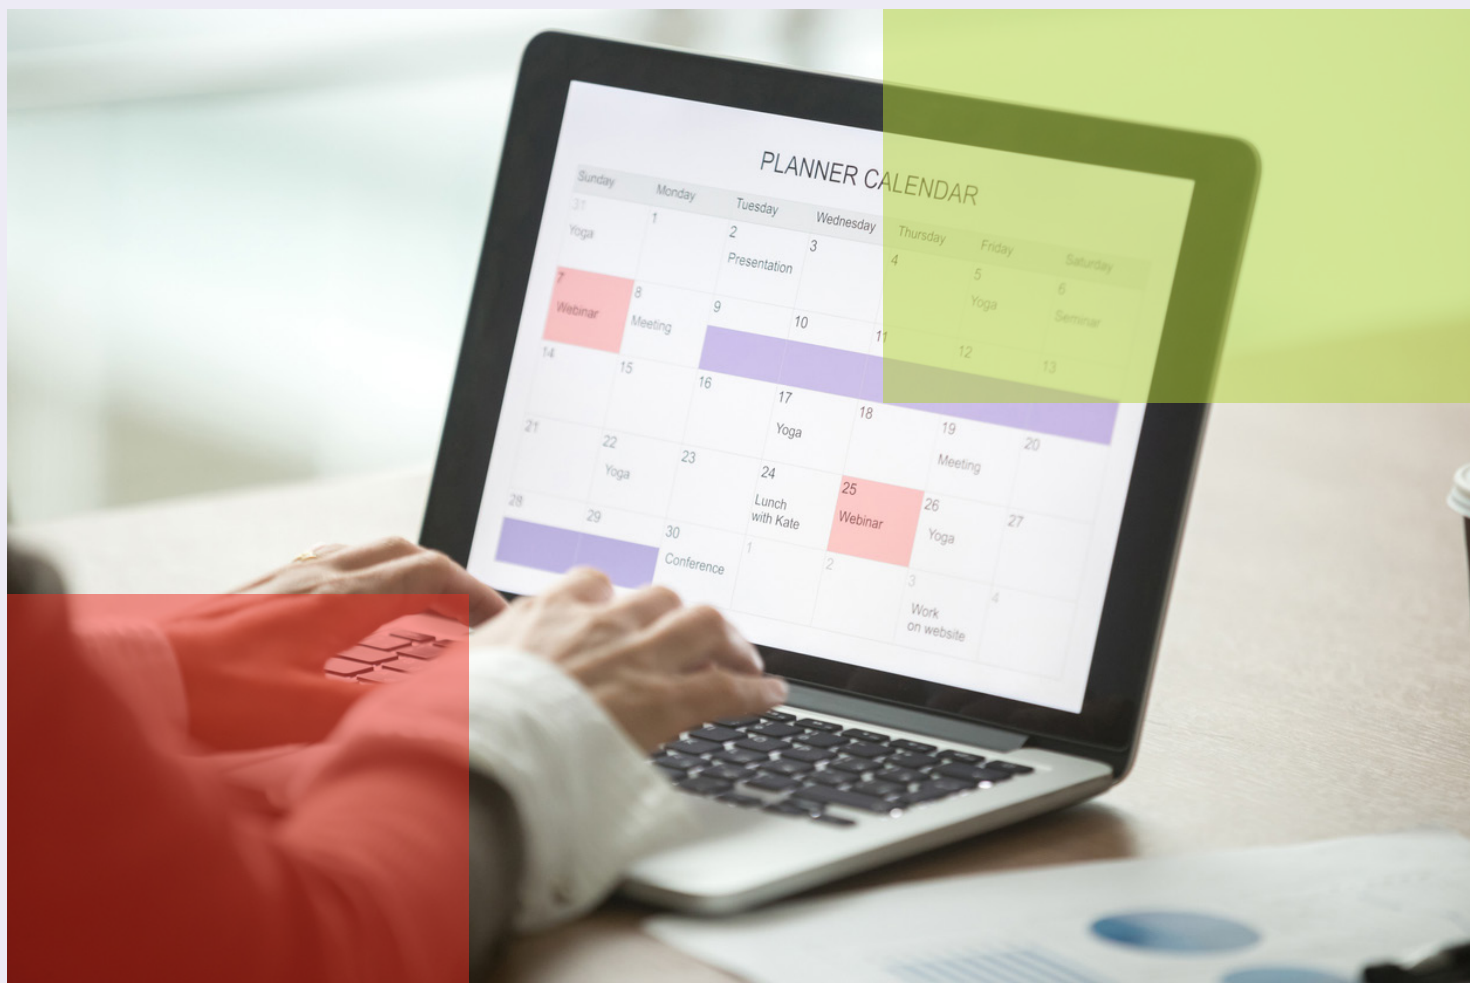 PLANNER CALENDAR
Sunday Monday Tuesday Wednesday Thursday Friday Saturday
31 1 2 3 4 5 6
Yoga Presentation Yoga Seminar
7 8 9 10 11 12 13
Webinar Meeting
14 15 16 17 18 19 20
Yoga Meeting
21 22 23 24 25 26 27
Yoga Lunch Webinar Yoga
with Kate
28 29 30 1 2 3 4
Conference Work
on website